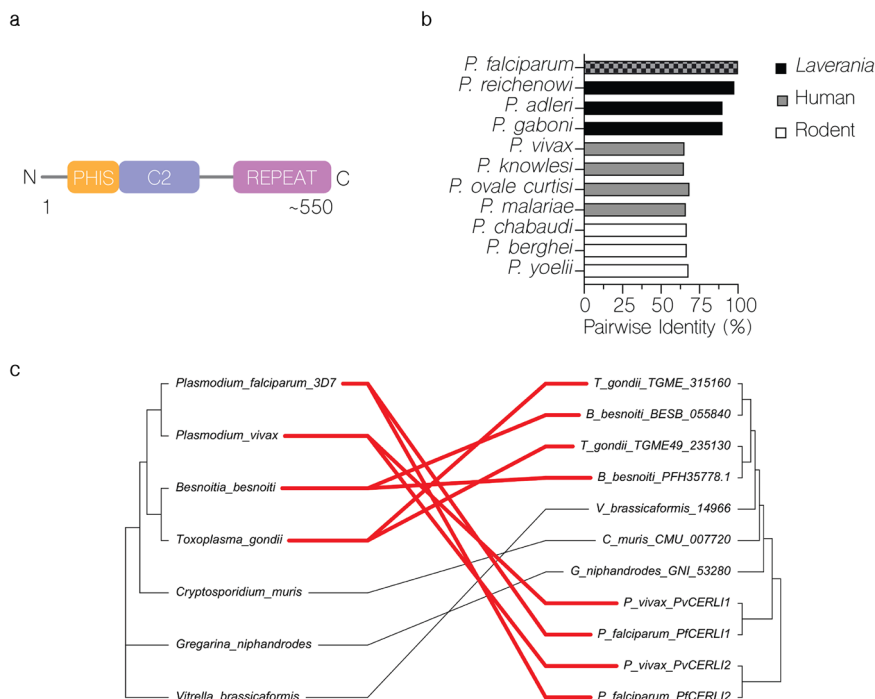 a
N
PHIS
C2
REPEAT
C
1
~550
b
P. falciparum
P. reichenowi
P. adleri
P. gaboni
P. vivax
P. knowlesi
P. ovale curtisi
P. malariae
P. chabaudi
P. berghei
P. yoelii
0 25 50 75 100
Pairwise Identity (%)
Laverania
Human
Rodent
c
Plasmodium_falciparum_3D7
Plasmodium_vivax
Besnoitia_besnoiti
Toxoplasma_gondii
Cryptosporidium_muris
Gregarina_niphandrodes
Vitrella_brassicaformis
T_gondii_TGME_315160
B_besnoiti_BESB_055840
T_gondii_TGME49_235130
B_besnoiti_PFH35778.1
V_brassicaformis_14966
C_muris_CMU_007720
G_niphandrodes_GNI_53280
P_vivax_PvCERLI1
P_falciparum_PfCERLI1
P_vivax_PvCERLI2
P_falciparum_PfCERLI2